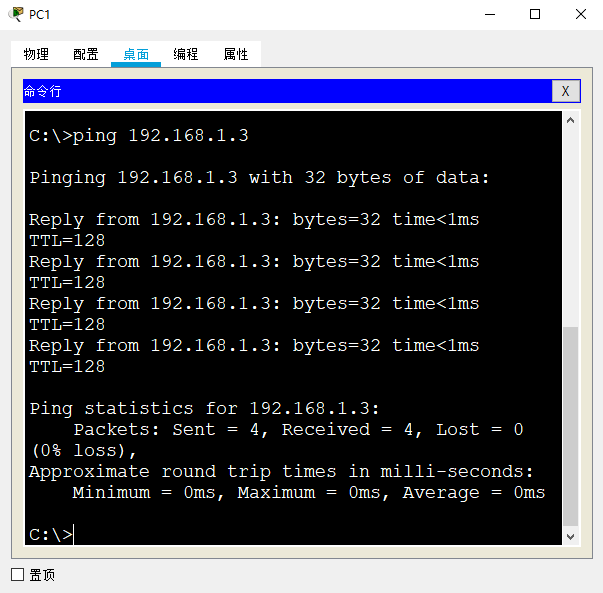 PC1
物理 配置 桌面 编程 属性
命令行 X
C:\>ping 192.168.1.3
Pinging 192.168.1.3 with 32 bytes of data:
Reply from 192.168.1.3: bytes=32 time<1ms
TTL=128
Reply from 192.168.1.3: bytes=32 time<1ms
TTL=128
Reply from 192.168.1.3: bytes=32 time<1ms
TTL=128
Reply from 192.168.1.3: bytes=32 time<1ms
TTL=128
Ping statistics for 192.168.1.3:
Packets: Sent = 4, Received = 4, Lost = 0
(0% loss),
Approximate round trip times in milli-seconds:
Minimum = 0ms, Maximum = 0ms, Average = 0ms
C:\>
置顶